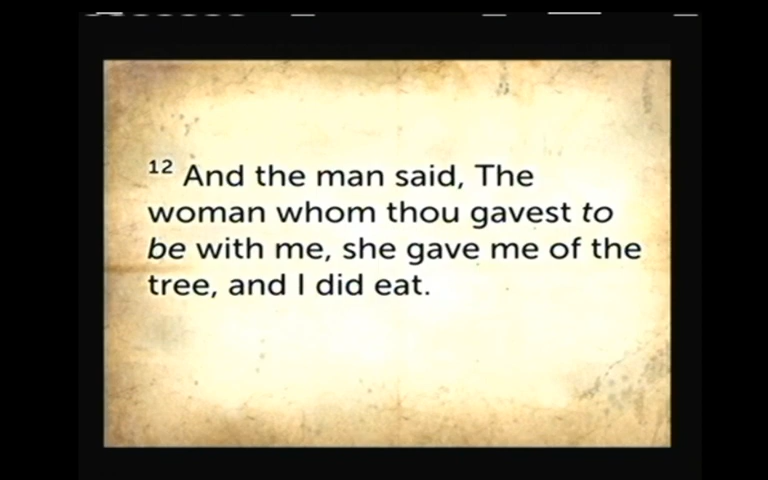 12 And the man said, The
woman whom thou gavest to
be with me, she gave me of the
tree, and I did eat.